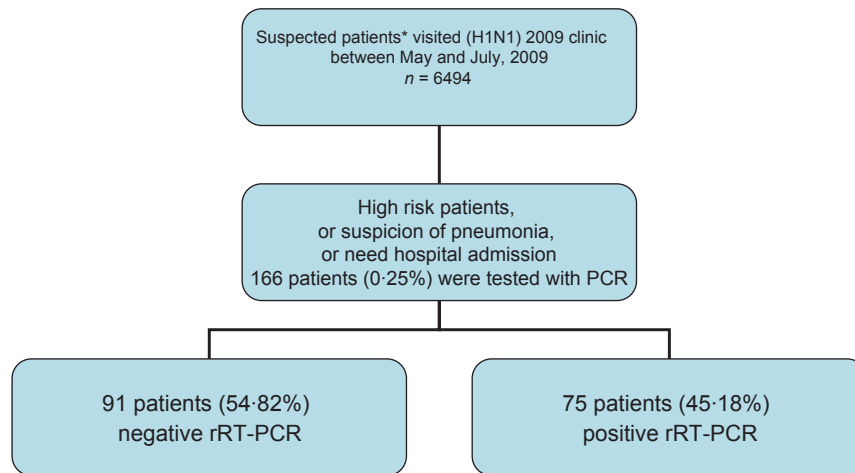 Suspected patients* visited (H1N1) 2009 clinic
between May and July, 2009
n = 6494
High risk patients,
or suspicion of pneumonia,
or need hospital admission
166 patients (0·25%) were tested with PCR
91 patients (54·82%)
negative rRT-PCR
75 patients (45·18%)
positive rRT-PCR